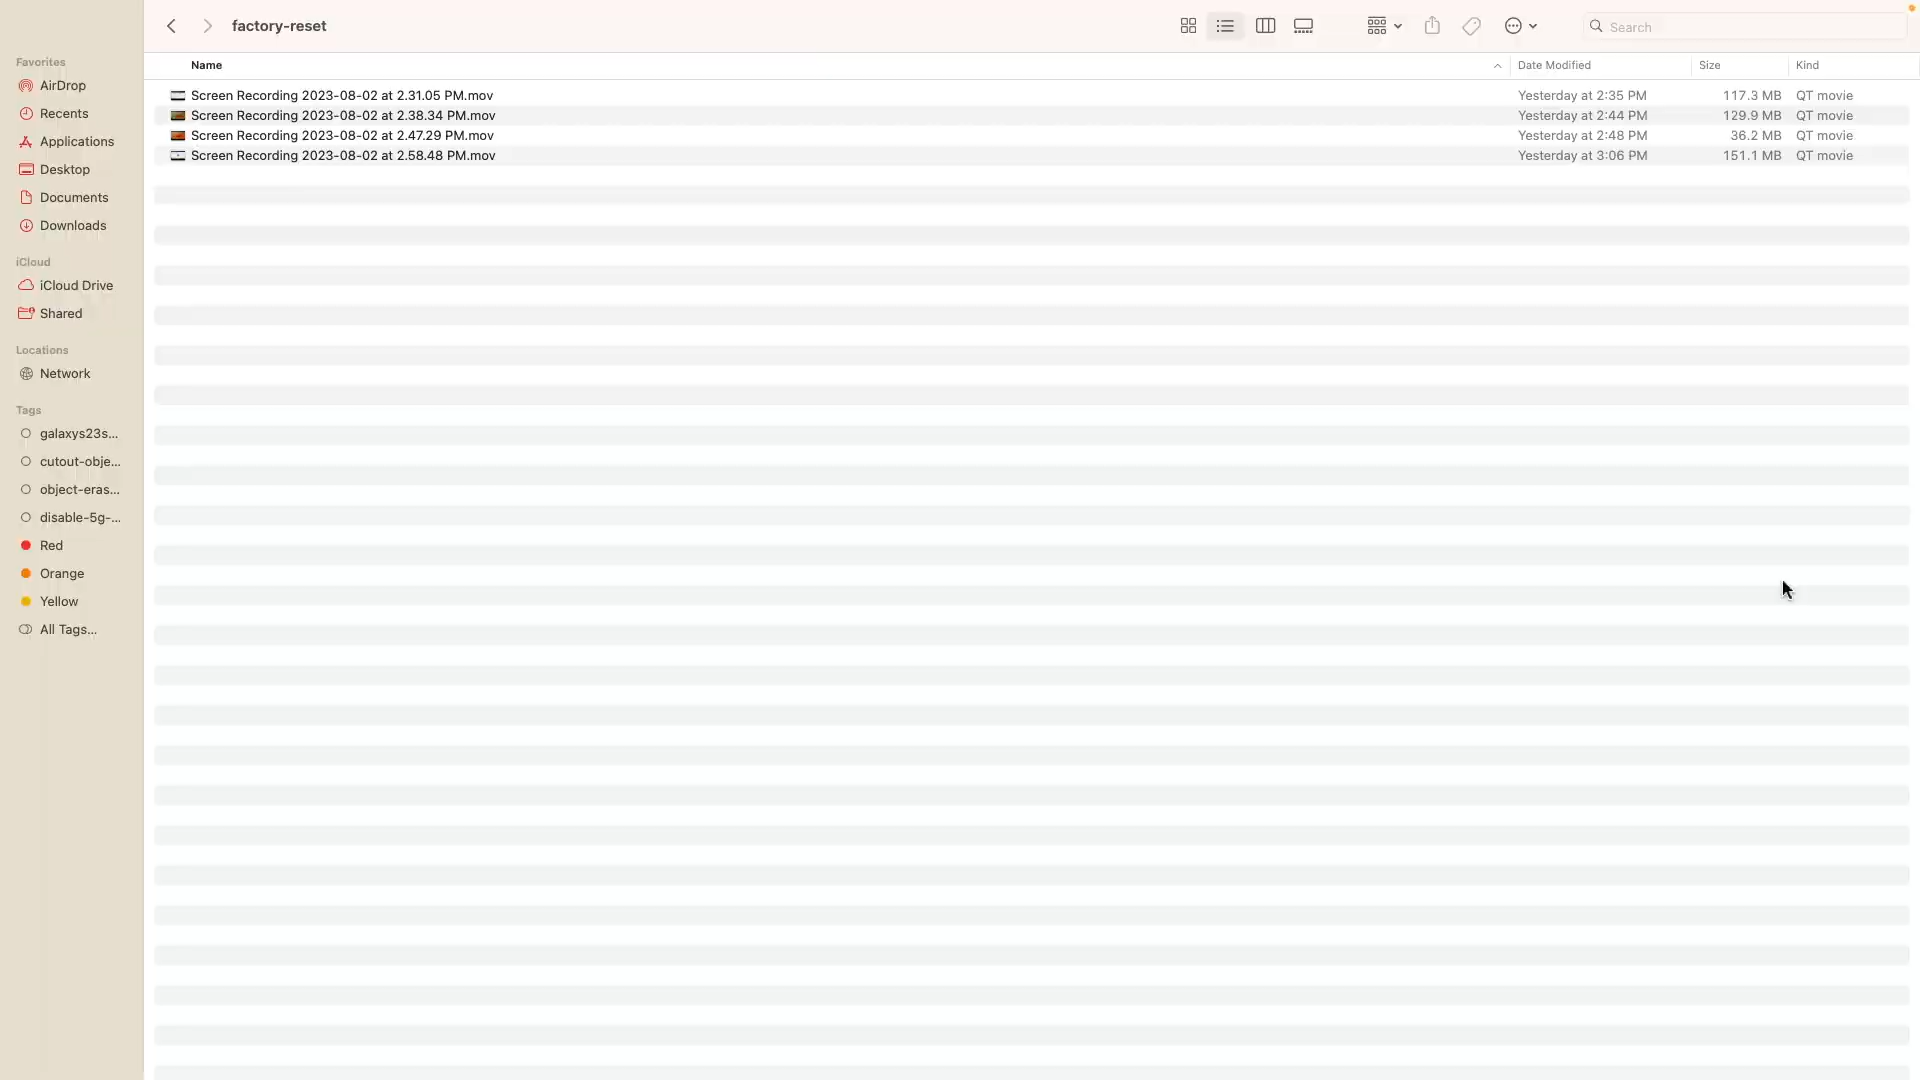 factory-reset
Search
Favorites
AirDrop
Recents
Applications
Desktop
Documents
Downloads
iCloud
iCloud Drive
Shared
Locations
Network
Tags
galaxys23s...
cutout-obje...
object-eras...
disable-5g-...
Red
Orange
Yellow
All Tags...
Name Date Modified Size Kind
Screen Recording 2023-08-02 at 2.31.05 PM.mov Yesterday at 2:35 PM 117.3 MB QT movie
Screen Recording 2023-08-02 at 2.38.34 PM.mov Yesterday at 2:44 PM 129.9 MB QT movie
Screen Recording 2023-08-02 at 2.47.29 PM.mov Yesterday at 2:48 PM 36.2 MB QT movie
Screen Recording 2023-08-02 at 2.58.48 PM.mov Yesterday at 3:06 PM 151.1 MB QT movie